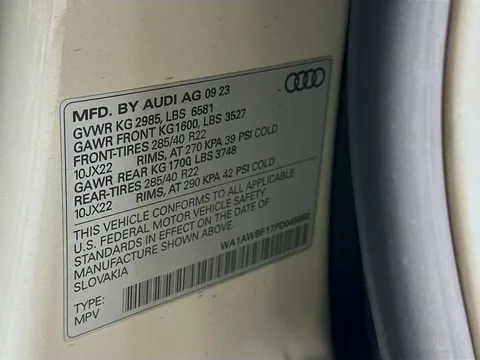 MFD. BY AUDI AG 09 23
GVWR KG 2985, LBS 6581
GAWR FRONT KG1600, LBS 3527
FRONT-TIRES 285/40 R22
10JX22 RIMS, AT 270 KPA 39 PSI COLD
GAWR REAR KG 1700 LBS 3748
REAR-TIRES 285/40 R22
10JX22 RIMS, AT 290 KPA 42 PSI COLD
THIS VEHICLE CONFORMS TO ALL APPLICABLE
U.S. FEDERAL MOTOR VEHICLE SAFETY
STANDARDS IN EFFECT ON THE DATE OF
MANUFACTURE SHOWN ABOVE.
SLOVAKIA
TYPE:
MPV